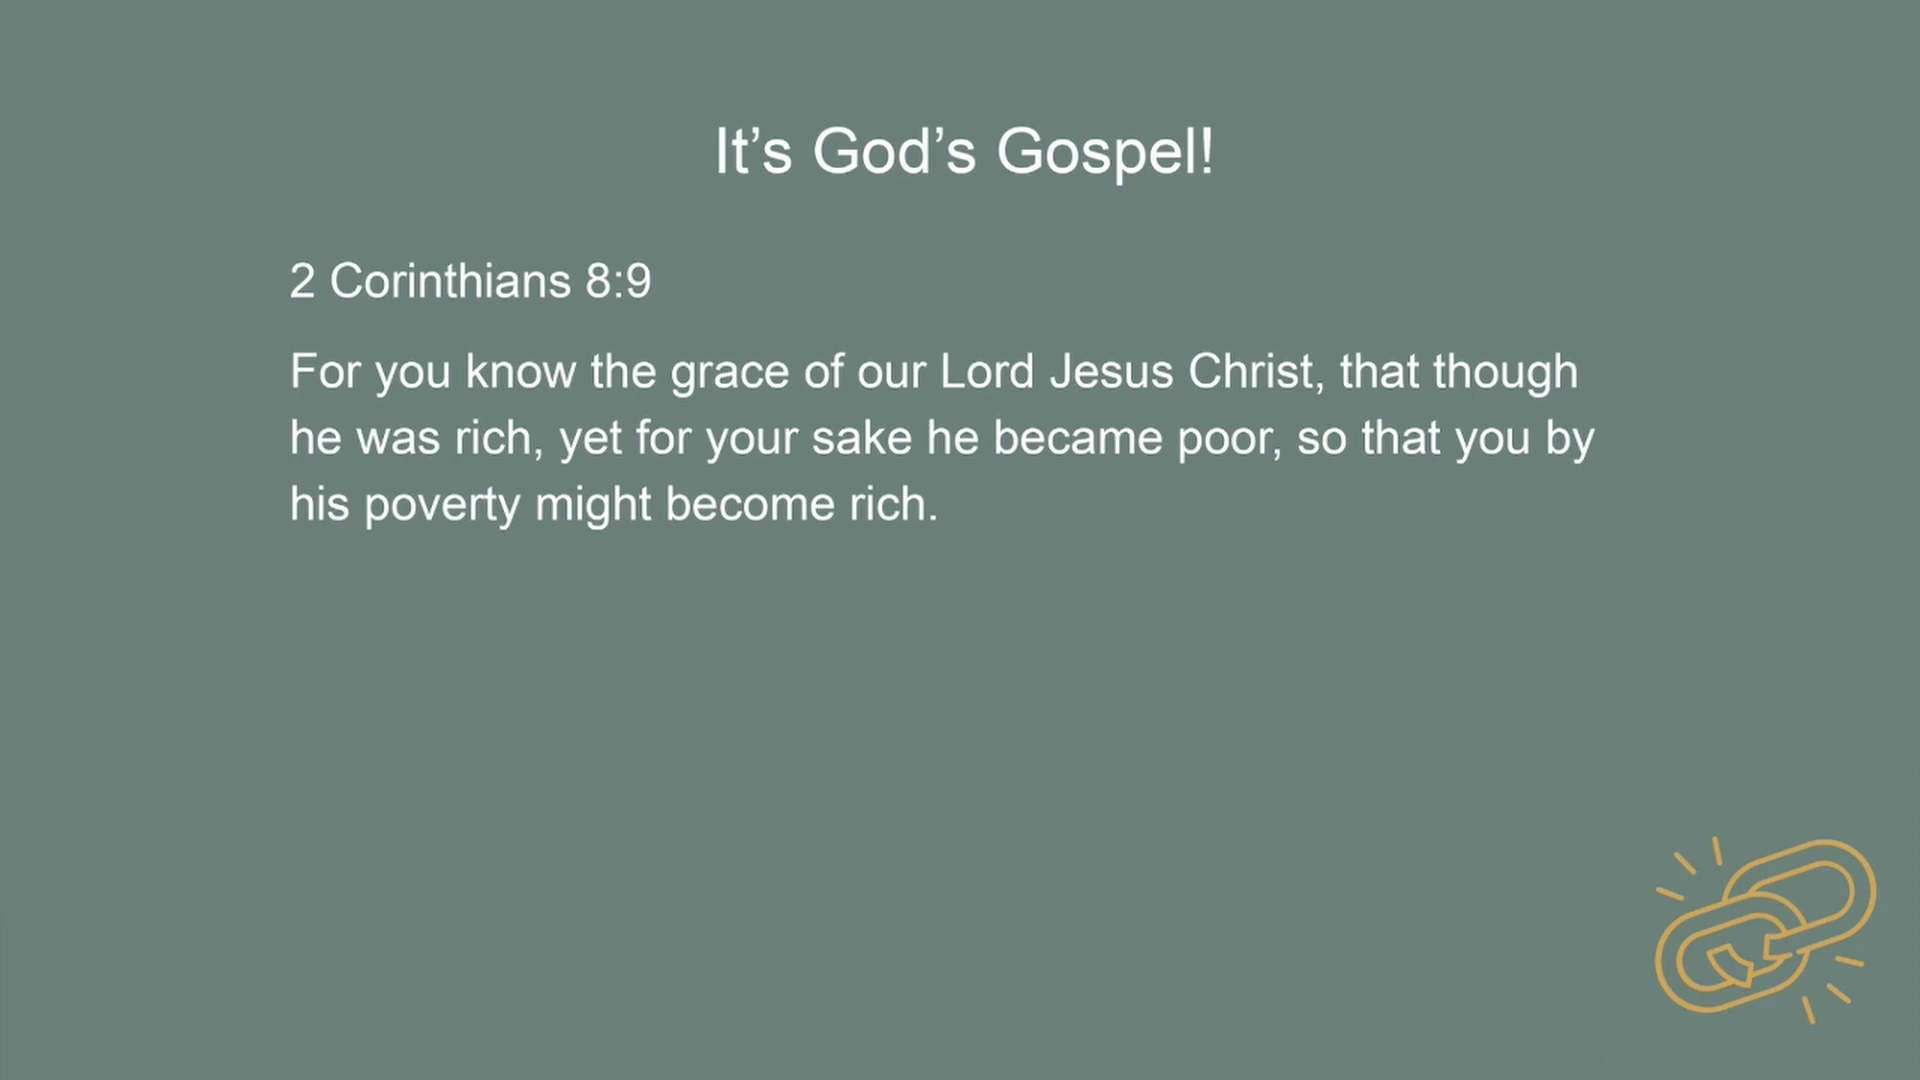 It’s God’s Gospel!
2 Corinthians 8:9
For you know the grace of our Lord Jesus Christ, that though
he was rich, yet for your sake he became poor, so that you by
his poverty might become rich.